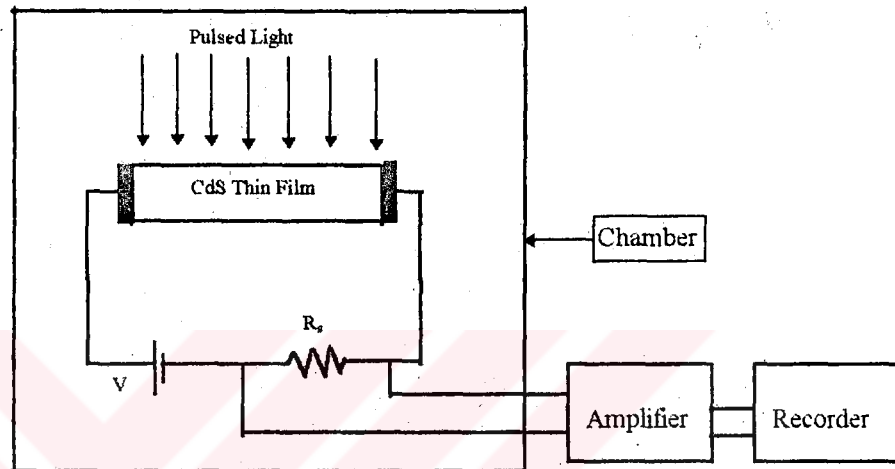 Pulsed Light
CdS Thin Film
Chamber
Rs
V
Amplifier
Recorder